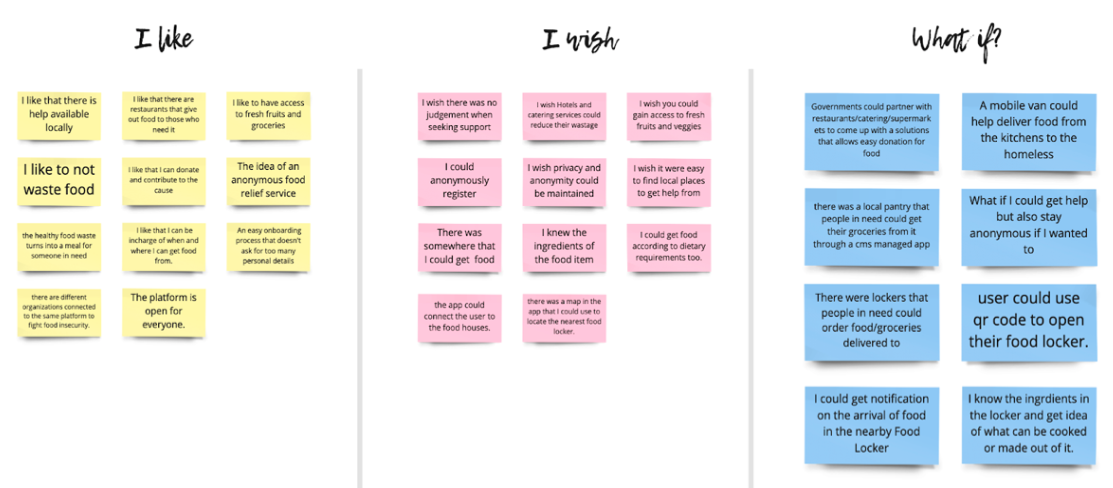 I like
I wish
What if?
I like that there is
help available
locally
I like that there are
restaurants that give
out food to those who
need it
I like to have access
to fresh fruits and
groceries
I like to not
waste food
I like that I can donate
and contribute to the
cause
The idea of an
anonymous food
relief service
the healthy food waste
turns into a meal for
someone in need
I like that I can be
incharge of when and
where I can get food
from.
An easy onboarding
process that doesn't
ask for too many
personal details
there are different
organizations connected
to the same platform to
fight food insecurity.
The platform is
open for
everyone.
I wish there was no
judgement when
seeking support
I wish Hotels and
catering services could
reduce their wastage
I wish you could
gain access to fresh
fruits and veggies
I could
anonymously
register
I wish privacy and
anonymity could
be maintained
I wish it were easy
to find local places
to get help from
There was
somewhere that
I could get food
I knew the
ingredients of
the food item
I could get food
according to dietary
requirements too.
the app could
connect the user to
the food houses.
there was a map in the
app that I could use to
locate the nearest food
locker.
Governments could partner with
restaurants/catering/supermark
ets to come up with a solutions
that allows easy donation for
food
A mobile van could
help deliver food from
the kitchens to the
homeless
there was a local pantry that
people in need could get
their groceries from it
through a cms managed app
What if I could get help
but also stay
anonymous if I wanted
to
There were lockers that
people in need could
order food/groceries
delivered to
user could use
qr code to open
their food locker.
I could get notification
on the arrival of food
in the nearby Food
Locker
I know the ingrdients in
the locker and get idea
of what can be cooked
or made out of it.